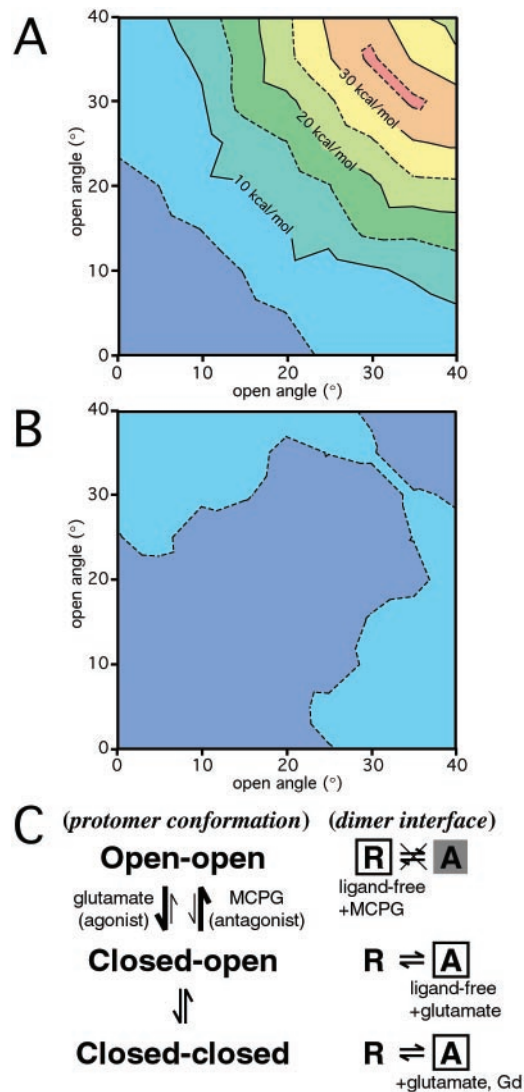 A
open angle (°)
40
30
20
10
0
30 kcal/mol
20 kcal/mol
10 kcal/mol
0 10 20 30 40
open angle (°)
B
open angle (°)
40
30
20
10
0
0 10 20 30 40
open angle (°)
C
(protomer conformation) (dimer interface)
Open-open R ⇌ A
ligand-free
+MCPG
glutamate MCPG
(agonist) (antagonist)
Closed-open R ⇌ A
ligand-free
+glutamate
Closed-closed R ⇌ A
+glutamate, Gd